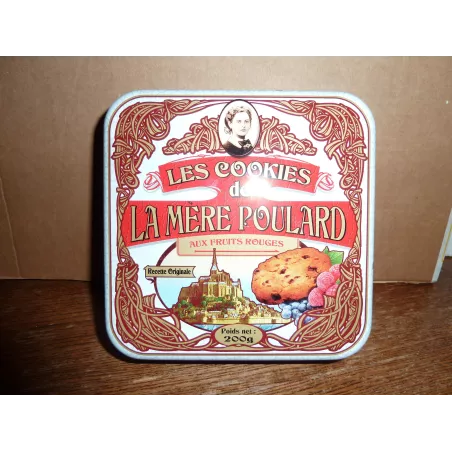 LES COOKIES
de
LA MÈRE POULARD
AUX FRUITS ROUGES
Recette Originale
Poids net :
200g